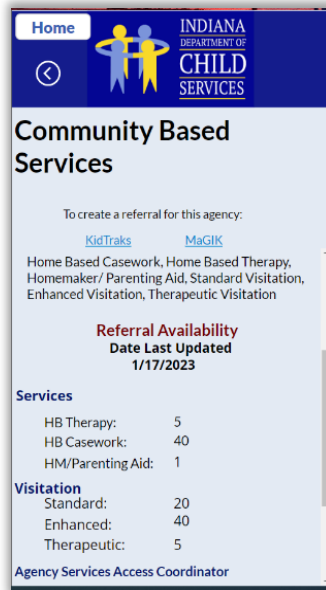 Home
INDIANA
DEPARTMENT OF
CHILD
SERVICES
Community Based
Services
To create a referral for this agency:
KidTraks MaGIK
Home Based Casework, Home Based Therapy,
Homemaker/ Parenting Aid, Standard Visitation,
Enhanced Visitation, Therapeutic Visitation
Referral Availability
Date Last Updated
1/17/2023
Services
HB Therapy: 5
HB Casework: 40
HM/Parenting Aid: 1
Visitation
Standard: 20
Enhanced: 40
Therapeutic: 5
Agency Services Access Coordinator